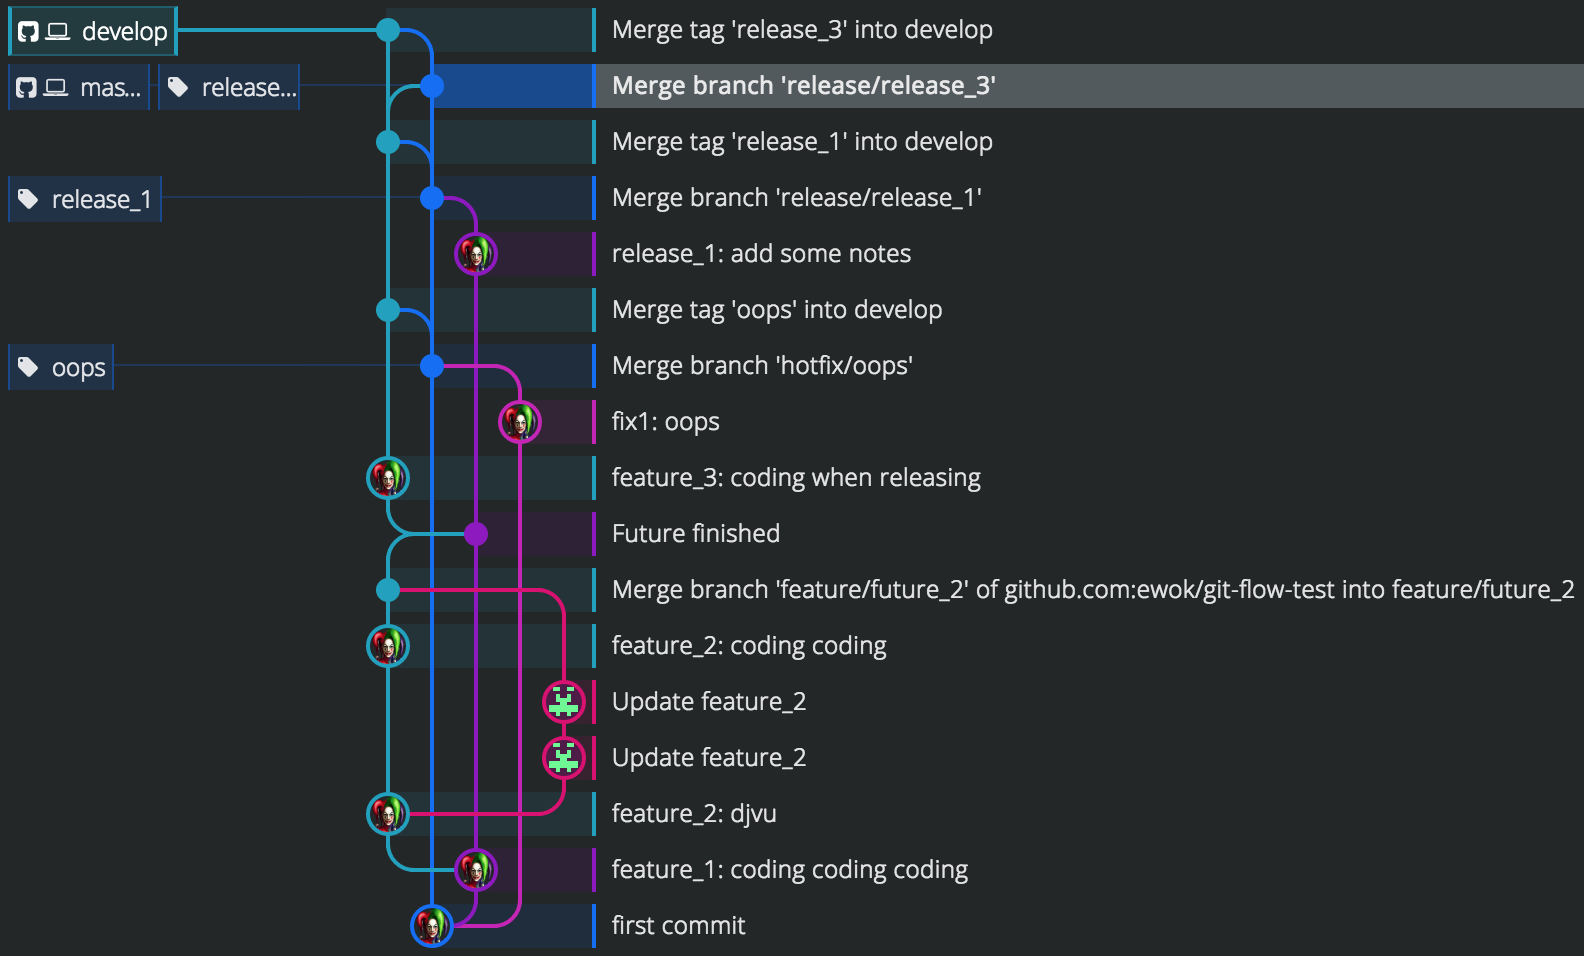 develop
Merge tag 'release_3' into develop
mas...
release...
Merge branch 'release/release_3'
Merge tag 'release_1' into develop
release_1
Merge branch 'release/release_1'
release_1: add some notes
Merge tag 'oops' into develop
oops
Merge branch 'hotfix/oops'
fix1: oops
feature_3: coding when releasing
Future finished
Merge branch 'feature/future_2' of github.com:ewok/git-flow-test into feature/future_2
feature_2: coding coding
Update feature_2
Update feature_2
feature_2: djvu
feature_1: coding coding coding
first commit